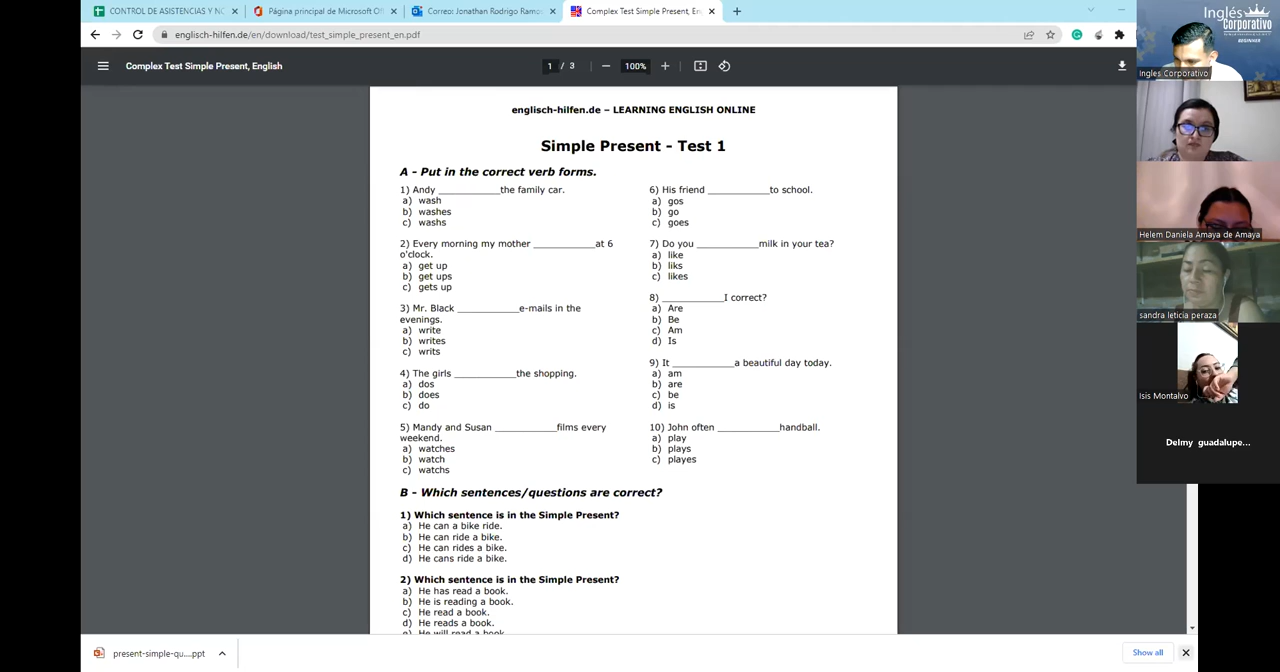 CONTROL DE ASISTENCIAS Y NO
Página principal de Microsoft Of
Correo: Jonathan Rodrigo Ramo
Complex Test Simple Present, En
englisch-hilfen.de/en/download/test_simple_present_en.pdf
Complex Test Simple Present, English
1 / 3
100%
englisch-hilfen.de – LEARNING ENGLISH ONLINE
Simple Present - Test 1
A - Put in the correct verb forms.
1) Andy ____________the family car.
a) wash
b) washes
c) washs
2) Every morning my mother ____________at 6
o'clock.
a) get up
b) get ups
c) gets up
3) Mr. Black ____________e-mails in the
evenings.
a) write
b) writes
c) writs
4) The girls ____________the shopping.
a) dos
b) does
c) do
5) Mandy and Susan ____________films every
weekend.
a) watches
b) watch
c) watchs
6) His friend ____________to school.
a) gos
b) go
c) goes
7) Do you ____________milk in your tea?
a) like
b) liks
c) likes
8) ____________I correct?
a) Are
b) Be
c) Am
d) Is
9) It ____________a beautiful day today.
a) am
b) are
c) be
d) is
10) John often ____________handball.
a) play
b) plays
c) playes
B - Which sentences/questions are correct?
1) Which sentence is in the Simple Present?
a) He can a bike ride.
b) He can ride a bike.
c) He can rides a bike.
d) He cans ride a bike.
2) Which sentence is in the Simple Present?
a) He has read a book.
b) He is reading a book.
c) He read a book.
d) He reads a book.
e) He will read a book.
present-simple-qu....ppt
Show all
Inglés
Corporativo
BEGINNER
Ingles Corporativo
Helem Daniela Amaya de Amaya
sandra leticia peraza
Isis Montalvo
Delmy guadalupe...